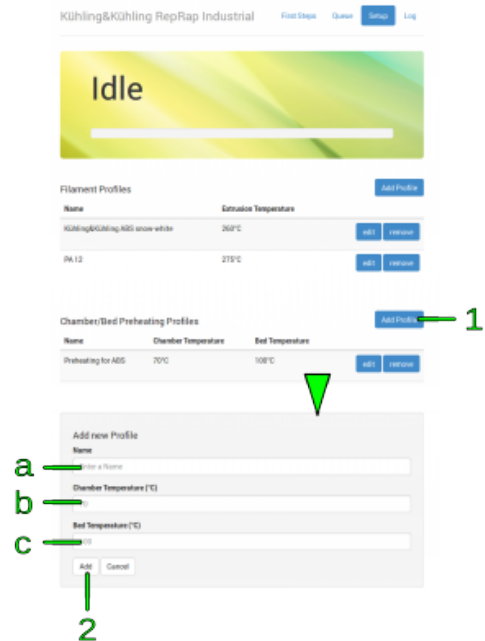 Kühling&Kühling RepRap Industrial First Steps Queue Setup Log
Idle
Filament Profiles Add Profile
Name Extrusion Temperature
Kühling&Kühling ABS snow-white 260°C edit remove
PA 12 275°C edit remove
Chamber/Bed Preheating Profiles Add Profile 1
Name Chamber Temperature Bed Temperature
Preheating for ABS 70°C 100°C edit remove
Add new Profile
Name
a Enter a Name
Chamber Temperature (°C)
b 70
Bed Temperature (°C)
c 100
Add Cancel
2